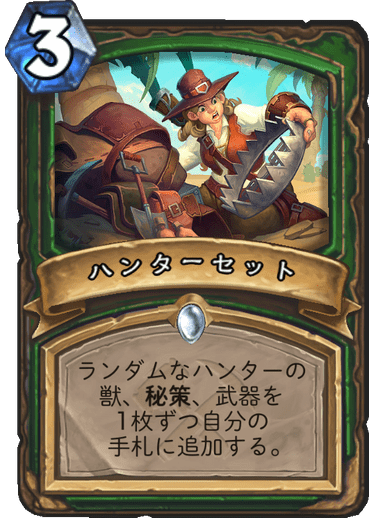 3
ハンターセット
ランダムなハンターの
獣、秘策、武器を
1枚ずつ自分の
手札に追加する。